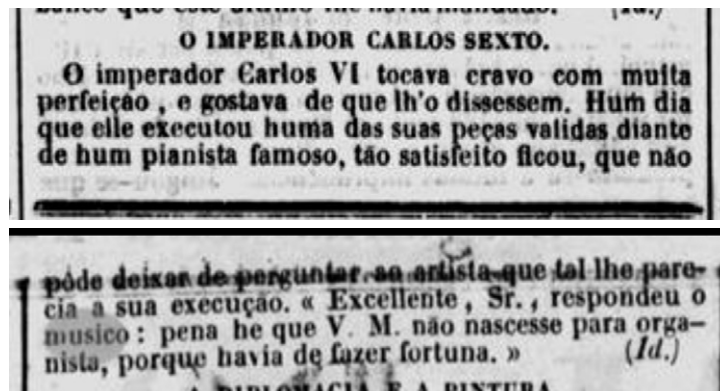 O IMPERADOR CARLOS SEXTO.
O imperador Carlos VI tocava cravo com muita
perfeição, e gostava de que lh'o dissessem. Hum dia
que elle executou huma das suas peças validas diante
de hum pianista famoso, tão satisfeito ficou, que não
póde deixar de perguntar ao artista que tal lhe pare-
cia a sua execução. « Excellente, Sr., respondeu o
musico: pena he que V. M. não nascesse para orga-
nista, porque havia de fazer fortuna. » (Id.)
A DIPLOMACIA E A PINTURA